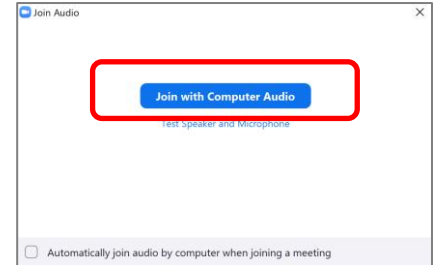 Join Audio
Join with Computer Audio
Test Speaker and Microphone
Automatically join audio by computer when joining a meeting